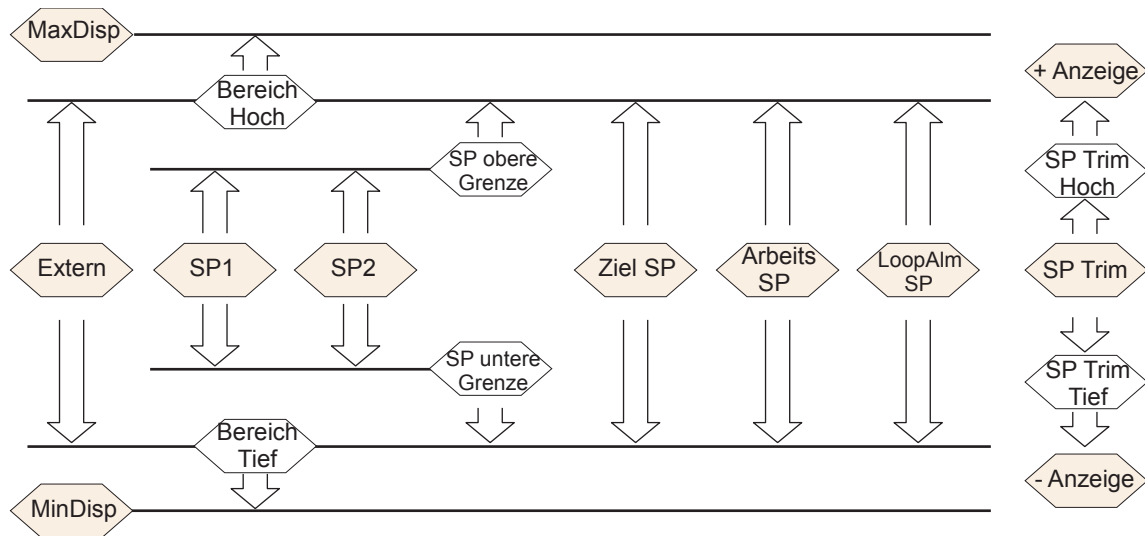 MaxDisp
+ Anzeige
Bereich
Hoch
SP obere
Grenze
SP Trim
Hoch
Extern
SP1
SP2
Ziel SP
Arbeits
SP
LoopAlm
SP
SP Trim
SP untere
Grenze
SP Trim
Tief
Bereich
Tief
- Anzeige
MinDisp